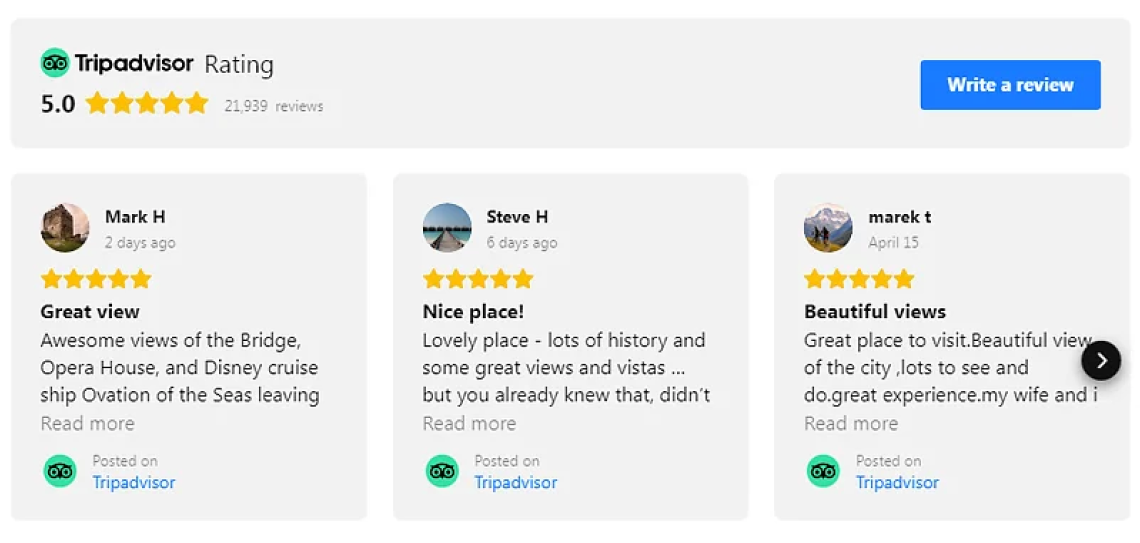 Tripadvisor Rating
5.0 21,939 reviews
Write a review
Mark H
2 days ago
Great view
Awesome views of the Bridge,
Opera House, and Disney cruise
ship Ovation of the Seas leaving
Read more
Posted on
Tripadvisor
Steve H
6 days ago
Nice place!
Lovely place - lots of history and
some great views and vistas ...
but you already knew that, didn’t
Read more
Posted on
Tripadvisor
marek t
April 15
Beautiful views
Great place to visit.Beautiful view
of the city ,lots to see and
do.great experience.my wife and i
Read more
Posted on
Tripadvisor